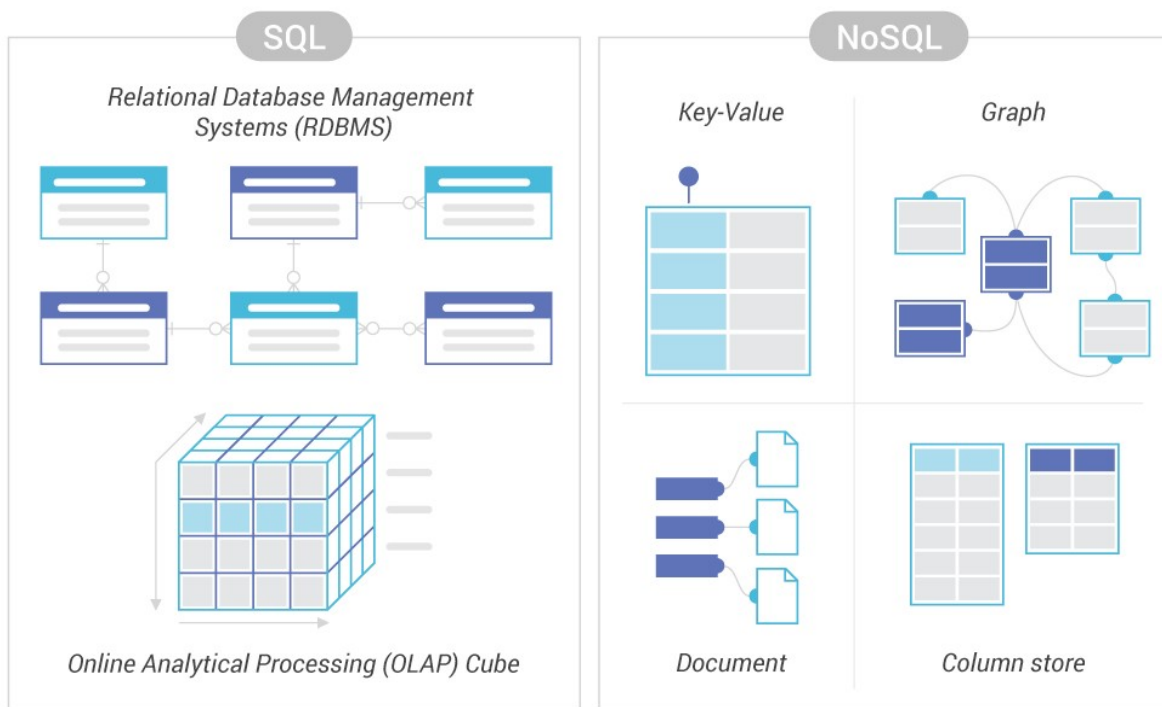 SQL
Relational Database Management
Systems (RDBMS)
Online Analytical Processing (OLAP) Cube
NoSQL
Key-Value
Graph
Document
Column store